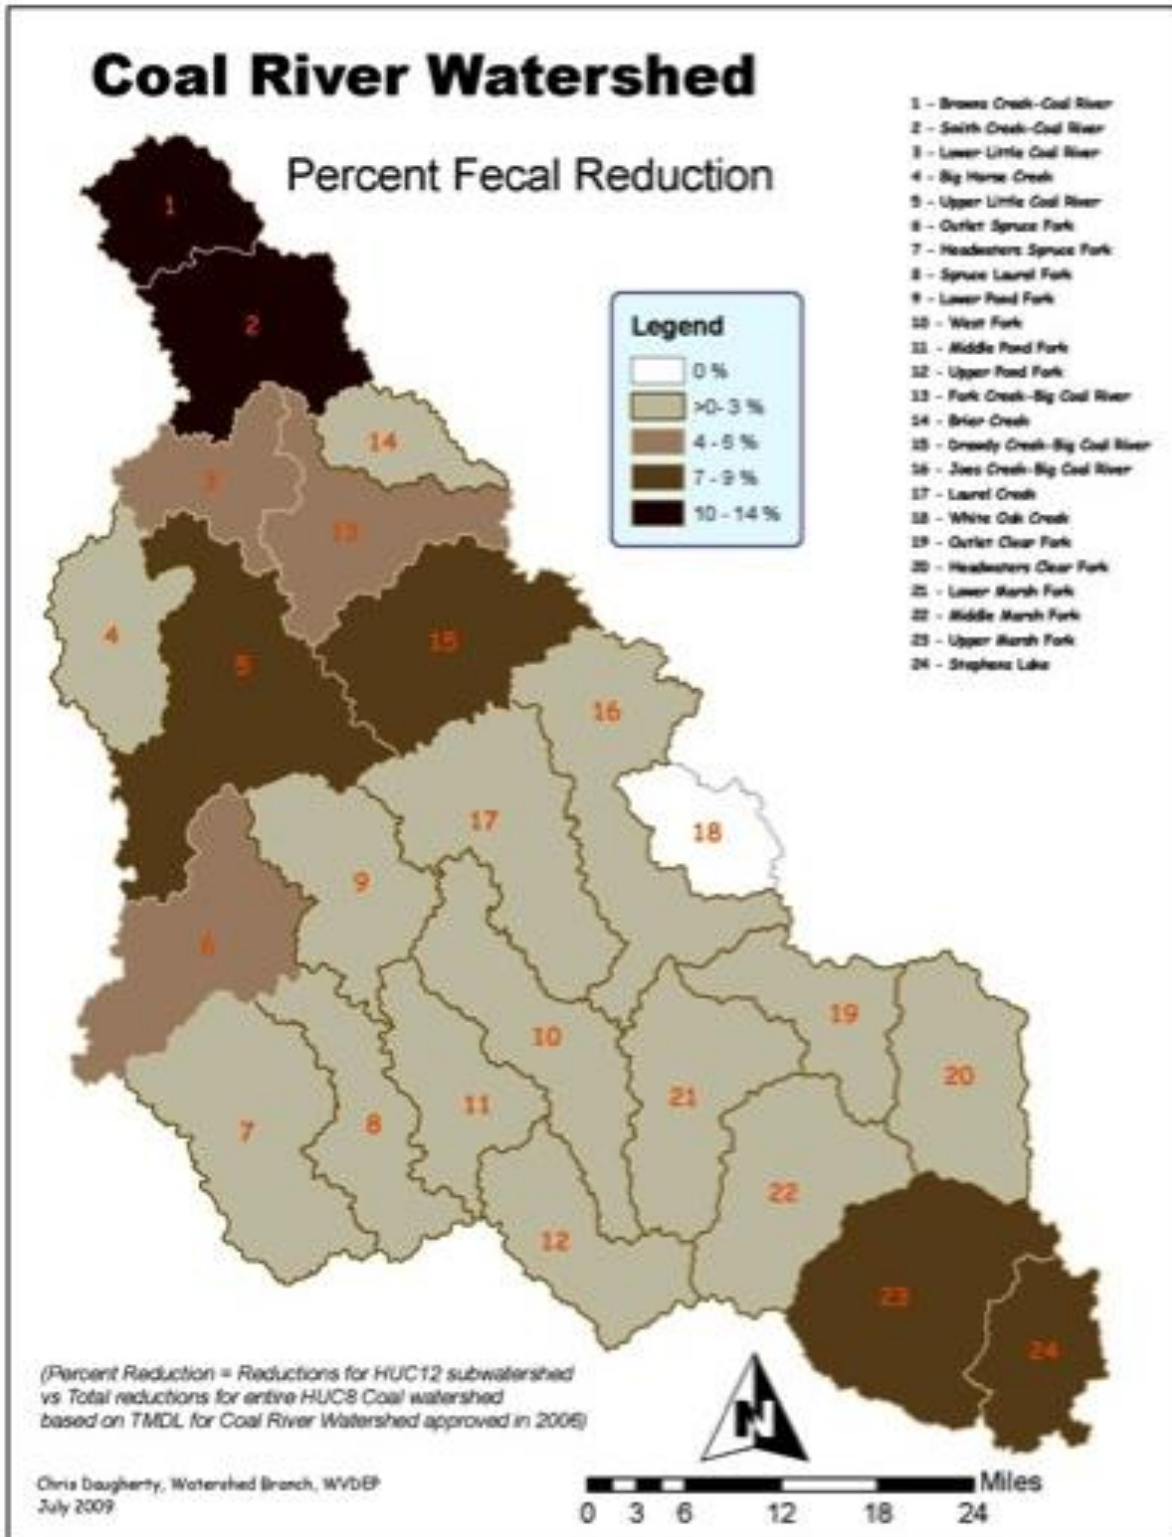 Coal River Watershed
Percent Fecal Reduction
1 - Browns Creek-Coal River
2 - Smith Creek-Coal River
3 - Lower Little Coal River
4 - Big Horse Creek
5 - Upper Little Coal River
6 - Outlet Spruce Fork
7 - Headwaters Spruce Fork
8 - Spruce Laurel Fork
9 - Lower Pond Fork
10 - West Fork
11 - Middle Pond Fork
12 - Upper Pond Fork
13 - Fork Creek-Big Coal River
14 - Brier Creek
15 - Drawdy Creek-Big Coal River
16 - Joes Creek-Big Coal River
17 - Laurel Creek
18 - White Oak Creek
19 - Outlet Clear Fork
20 - Headwaters Clear Fork
21 - Lower Marsh Fork
22 - Middle Marsh Fork
23 - Upper Marsh Fork
24 - Stephens Lake
Legend
0 %
>0- 3 %
4 - 6 %
7 - 9 %
10 - 14 %
1
2
14
3
13
4
5
15
16
17
18
9
6
10
19
20
11
21
7
8
22
12
23
24
(Percent Reduction = Reductions for HUC12 subwatershed
vs Total reductions for entire HUC8 Coal watershed
based on TMDL for Coal River Watershed approved in 2006)
N
Chris Daugherty, Watershed Branch, WVDEP
July 2009
Miles
0 3 6 12 18 24